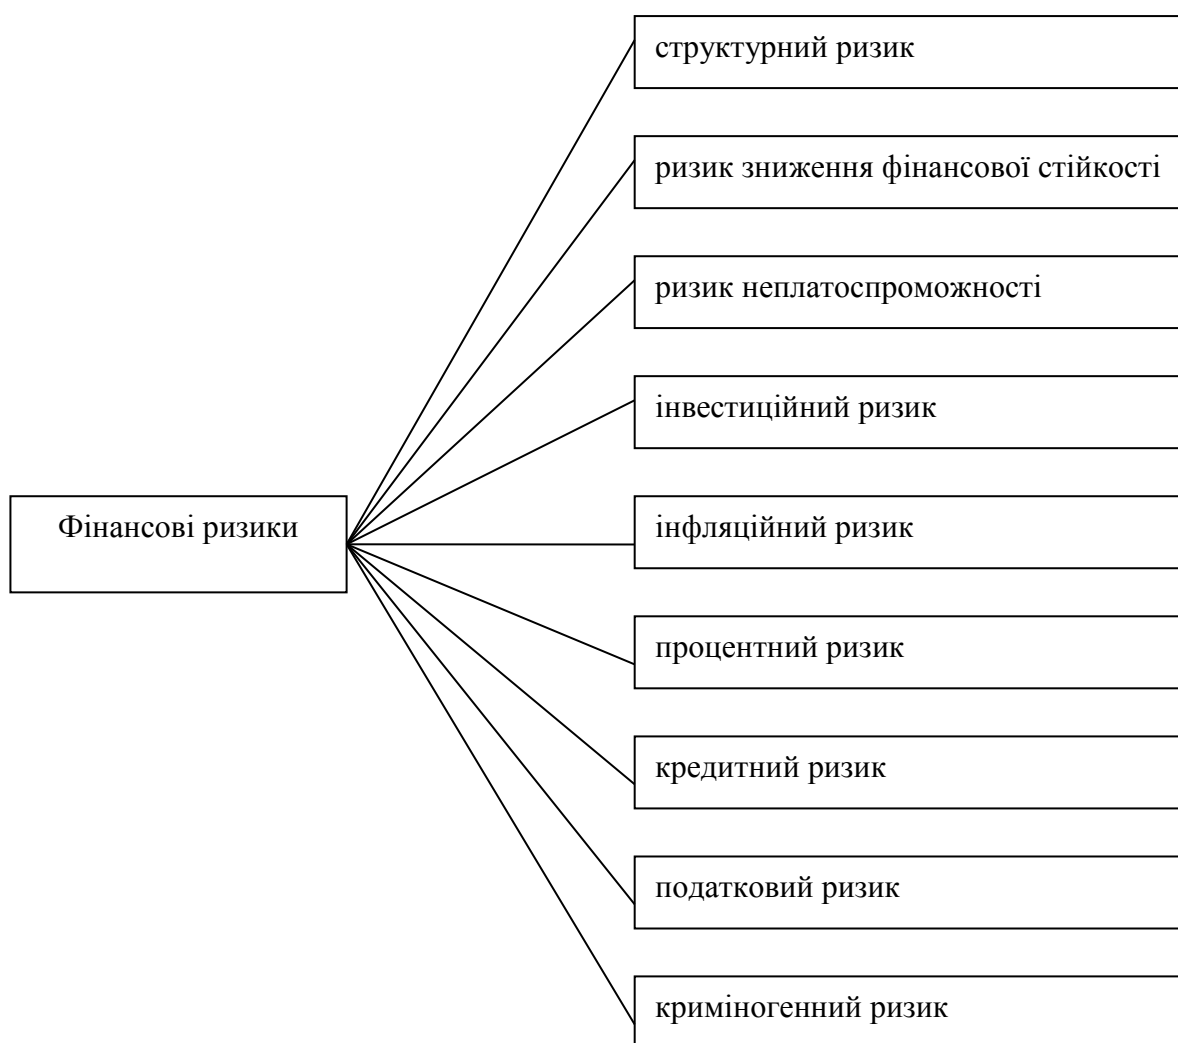 структурний ризик
ризик зниження фінансової стійкості
ризик неплатоспроможності
інвестиційний ризик
Фінансові ризики
інфляційний ризик
процентний ризик
кредитний ризик
податковий ризик
криміногенний ризик